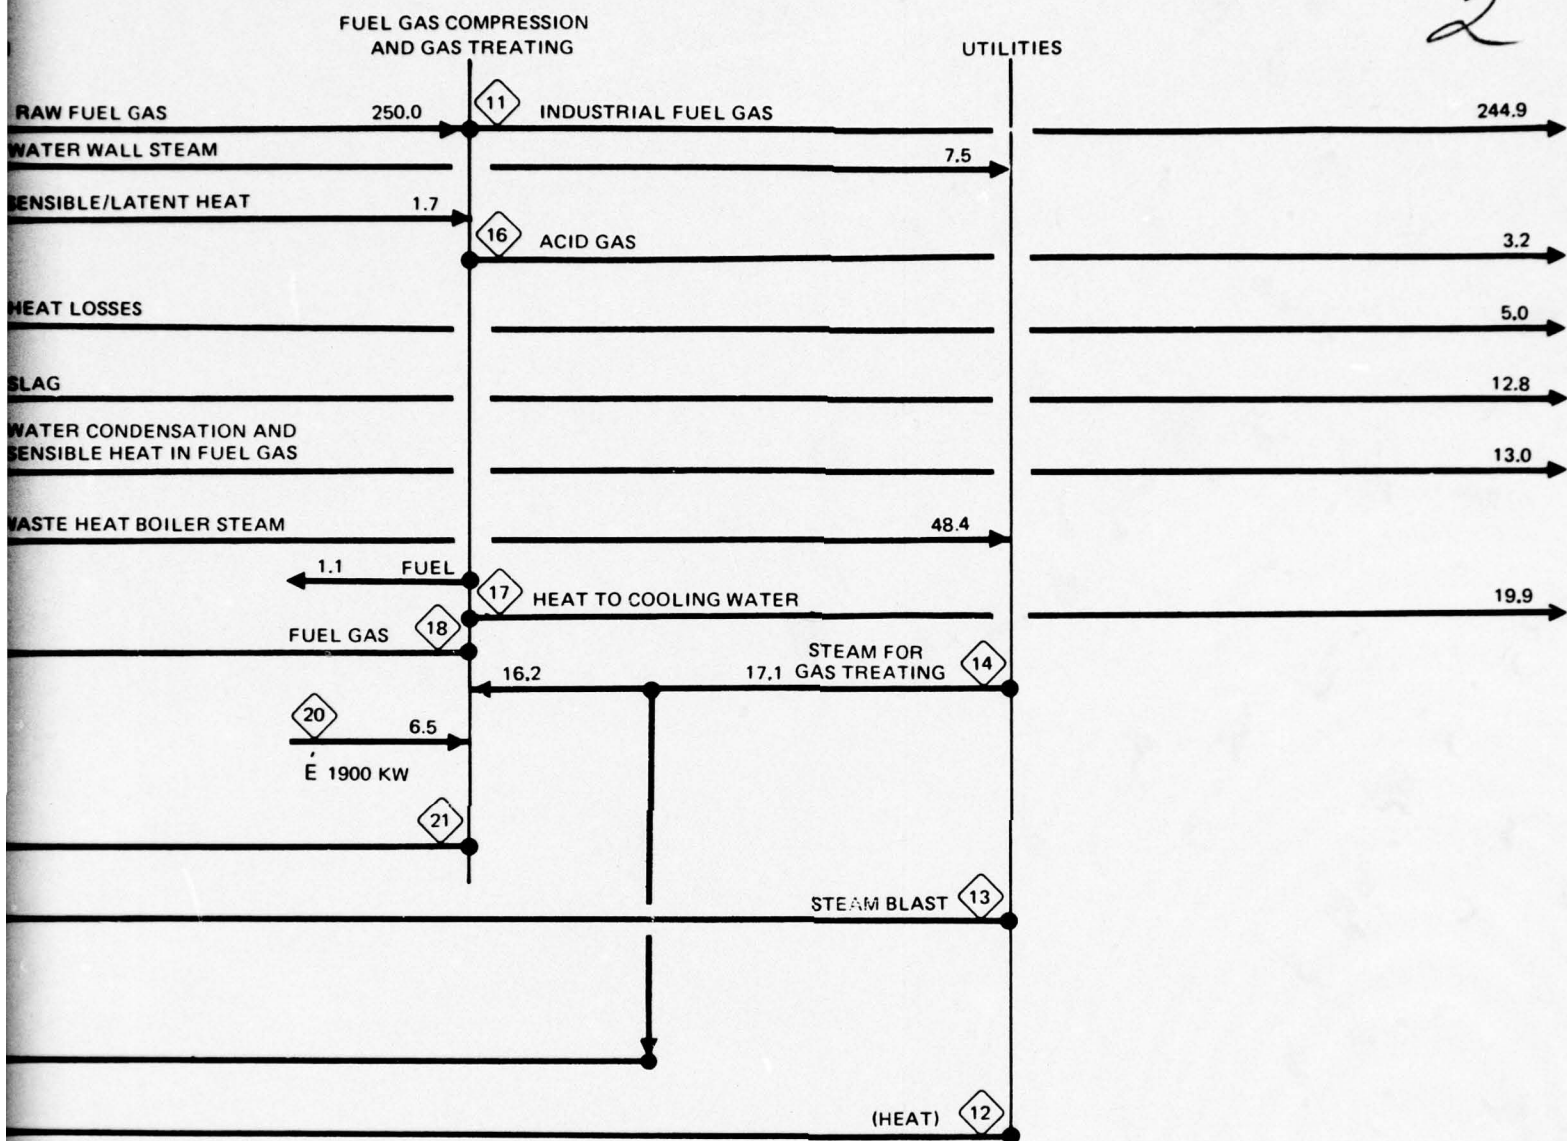 2
FUEL GAS COMPRESSION
AND GAS TREATING
UTILITIES
RAW FUEL GAS
250.0
11
INDUSTRIAL FUEL GAS
244.9
WATER WALL STEAM
7.5
SENSIBLE/LATENT HEAT
1.7
16
ACID GAS
3.2
HEAT LOSSES
5.0
SLAG
12.8
WATER CONDENSATION AND
SENSIBLE HEAT IN FUEL GAS
13.0
WASTE HEAT BOILER STEAM
48.4
1.1
FUEL
17
HEAT TO COOLING WATER
19.9
FUEL GAS
18
16.2
17.1
STEAM FOR
GAS TREATING
14
20
6.5
Ė 1900 KW
21
STEAM BLAST
13
(HEAT)
12